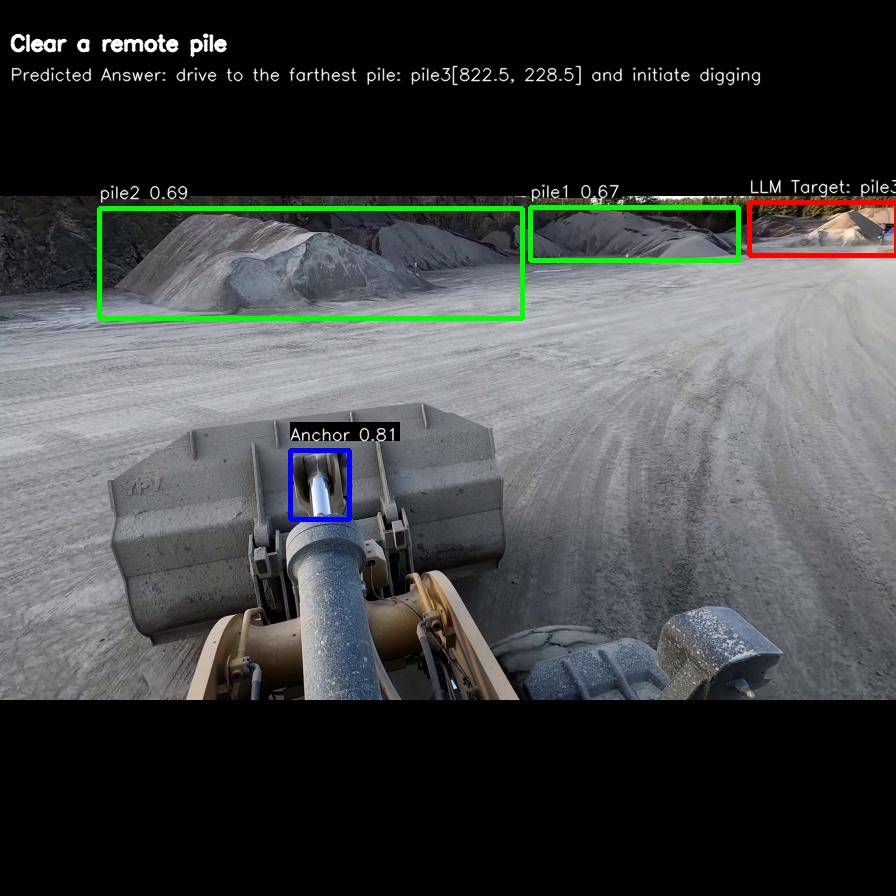 Clear a remote pile
Predicted Answer: drive to the farthest pile: pile3[822.5, 228.5] and initiate digging
pile2 0.69
pile1 0.67
LLM Target: pile3
Anchor 0.81